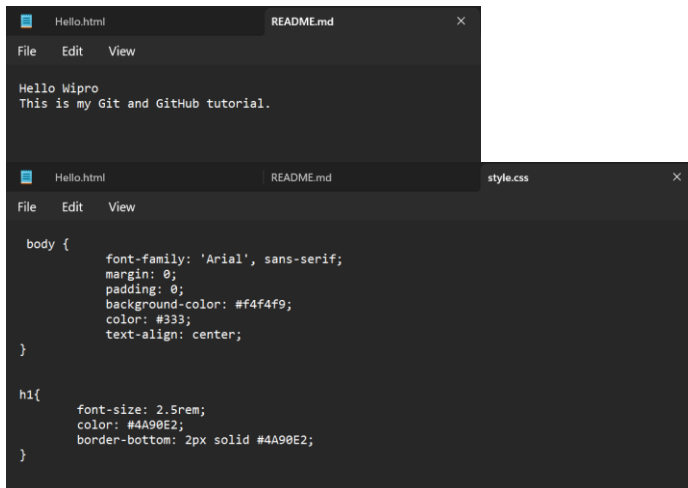 Hello.html README.md ×
File Edit View
Hello Wipro
This is my Git and GitHub tutorial.
Hello.html README.md style.css ×
File Edit View
body {
font-family: 'Arial', sans-serif;
margin: 0;
padding: 0;
background-color: #f4f4f9;
color: #333;
text-align: center;
}
h1{
font-size: 2.5rem;
color: #4A90E2;
border-bottom: 2px solid #4A90E2;
}